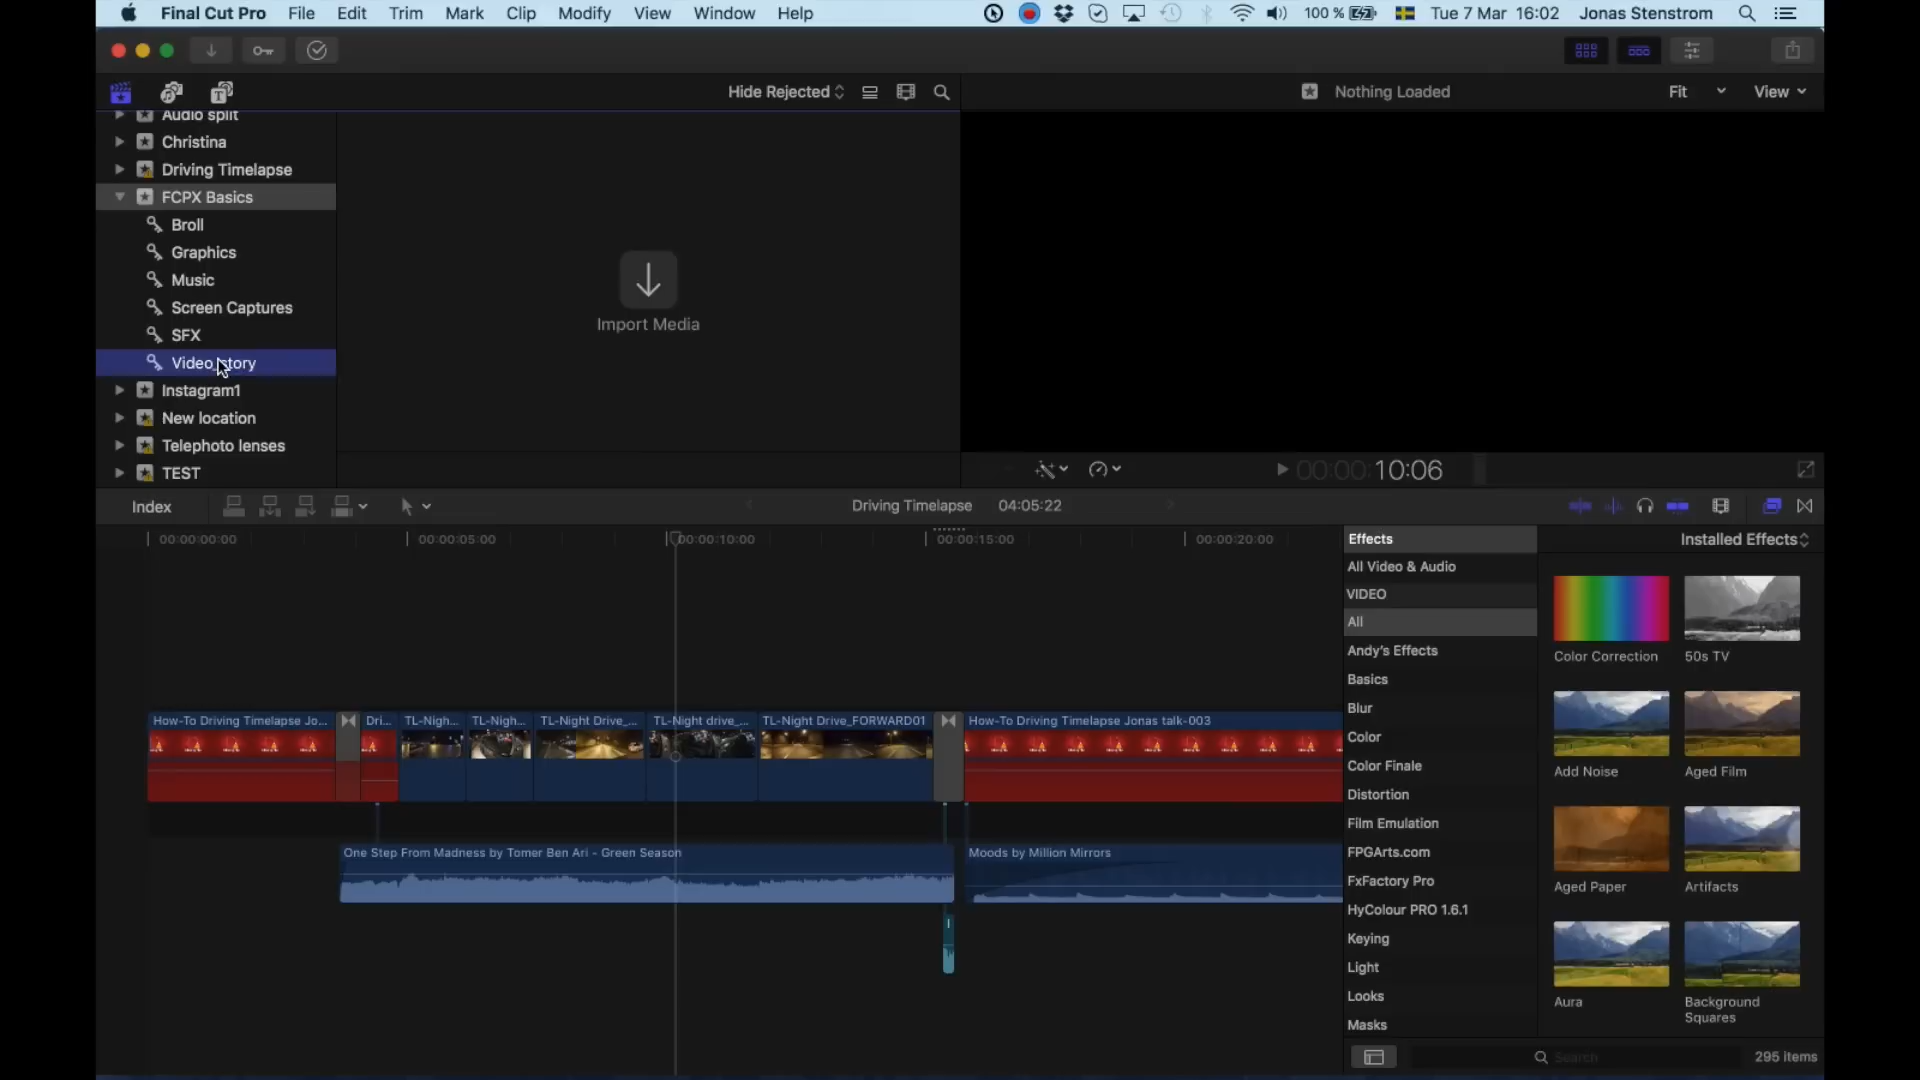 Final Cut Pro File Edit Trim Mark Clip Modify View Window Help 100 % Tue 7 Mar 16:02 Jonas Stenstrom
Hide Rejected Nothing Loaded Fit View
Audio split
Christina
Driving Timelapse
FCPX Basics
Broll
Graphics
Music
Screen Captures
SFX
Video story
Instagram1
New location
Telephoto lenses
TEST
Import Media
00:00:10:06
Index Driving Timelapse 04:05:22
00:00:00:00 00:00:05:00 00:00:10:00 00:00:15:00 00:00:20:00
How-To Driving Timelapse Jo... Dri... TL-Nigh... TL-Nigh... TL-Night Drive_... TL-Night drive_... TL-Night Drive_FORWARD01 How-To Driving Timelapse Jonas talk-003
One Step From Madness by Tomer Ben Ari - Green Season Moods by Million Mirrors
Effects
All Video & Audio
VIDEO
All
Andy's Effects
Basics
Blur
Color
Color Finale
Distortion
Film Emulation
FPGArts.com
FxFactory Pro
HyColour PRO 1.6.1
Keying
Light
Looks
Masks
Installed Effects
Color Correction 50s TV
Add Noise Aged Film
Aged Paper Artifacts
Aura Background
Squares
Search 295 items